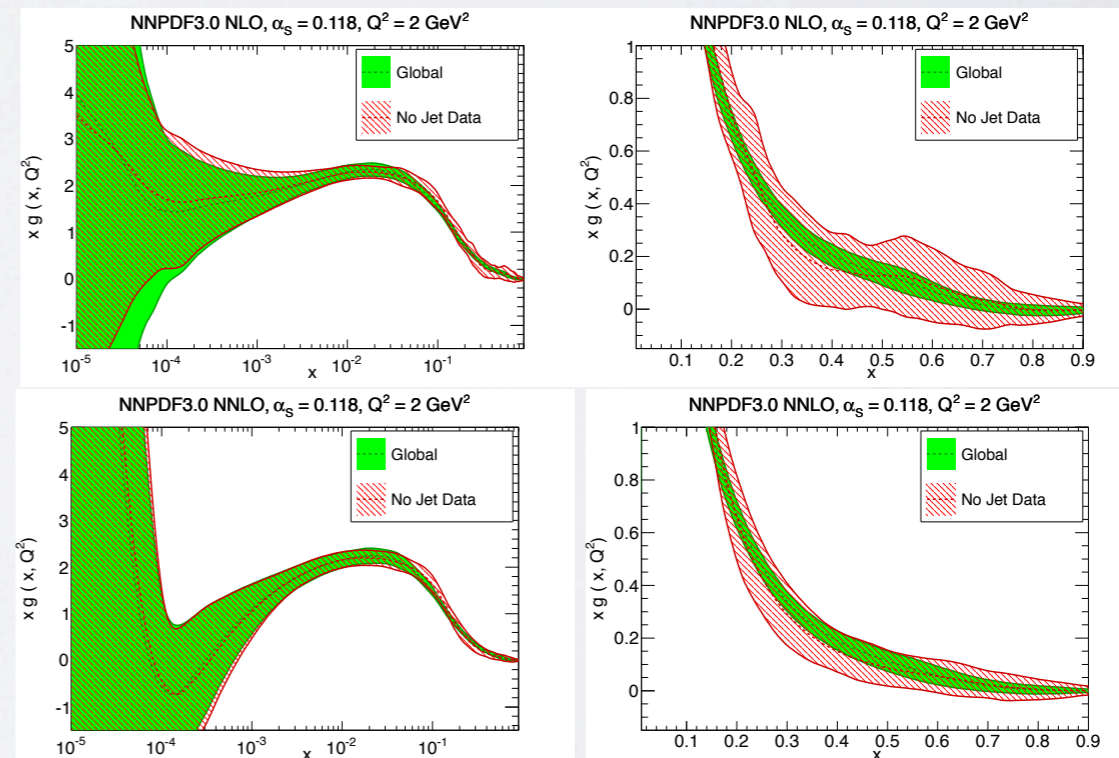 NNPDF3.0 NLO, α_S = 0.118, Q² = 2 GeV²
x g ( x, Q²)
5
4
3
2
1
0
-1
Global
No Jet Data
10⁻⁵ 10⁻⁴ 10⁻³ 10⁻² 10⁻¹
x
NNPDF3.0 NLO, α_S = 0.118, Q² = 2 GeV²
x g ( x, Q²)
1
0.8
0.6
0.4
0.2
0
Global
No Jet Data
0.1 0.2 0.3 0.4 0.5 0.6 0.7 0.8 0.9
x
NNPDF3.0 NNLO, α_S = 0.118, Q² = 2 GeV²
x g ( x, Q²)
5
4
3
2
1
0
-1
Global
No Jet Data
10⁻⁵ 10⁻⁴ 10⁻³ 10⁻² 10⁻¹
x
NNPDF3.0 NNLO, α_S = 0.118, Q² = 2 GeV²
x g ( x, Q²)
1
0.8
0.6
0.4
0.2
0
Global
No Jet Data
0.1 0.2 0.3 0.4 0.5 0.6 0.7 0.8 0.9
x